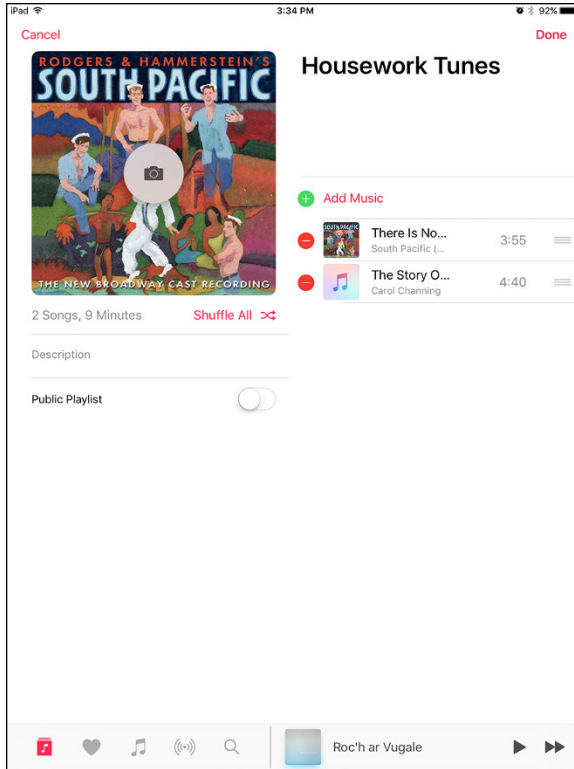 iPad
3:34 PM
92%
Cancel
Done
RODGERS & HAMMERSTEIN'S
SOUTH PACIFIC
THE NEW BROADWAY CAST RECORDING
2 Songs, 9 Minutes
Shuffle All
Description
Public Playlist
Housework Tunes
Add Music
SOUTH PACIFIC
There Is No...
3:55
South Pacific (...
The Story O...
4:40
Carol Channing
Roc'h ar Vugale